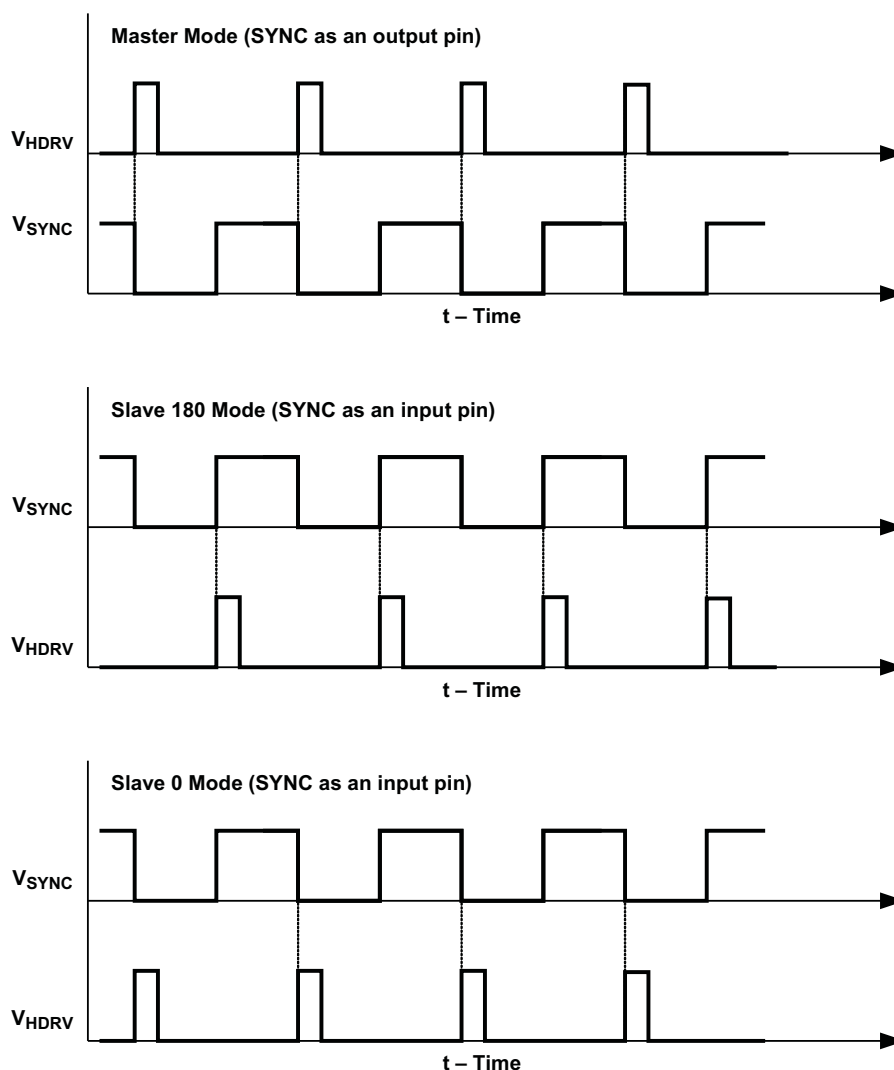 Master Mode (SYNC as an output pin)
VHDRV
VSYNC
t – Time
Slave 180 Mode (SYNC as an input pin)
VSYNC
VHDRV
t – Time
Slave 0 Mode (SYNC as an input pin)
VSYNC
VHDRV
t – Time